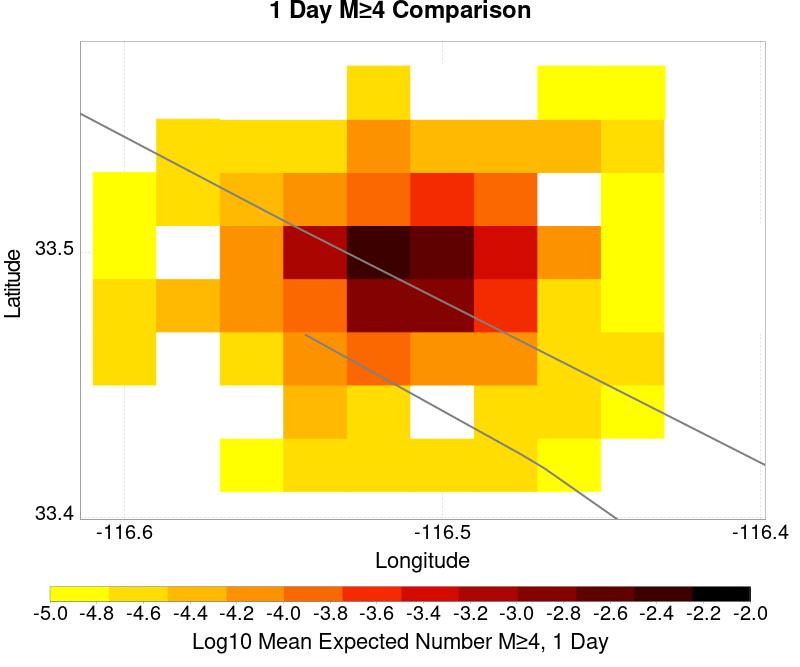 1 Day M≥4 Comparison
Latitude
33.5
33.4
-116.6 -116.5 -116.4
Longitude
-5.0 -4.8 -4.6 -4.4 -4.2 -4.0 -3.8 -3.6 -3.4 -3.2 -3.0 -2.8 -2.6 -2.4 -2.2 -2.0
Log10 Mean Expected Number M≥4, 1 Day